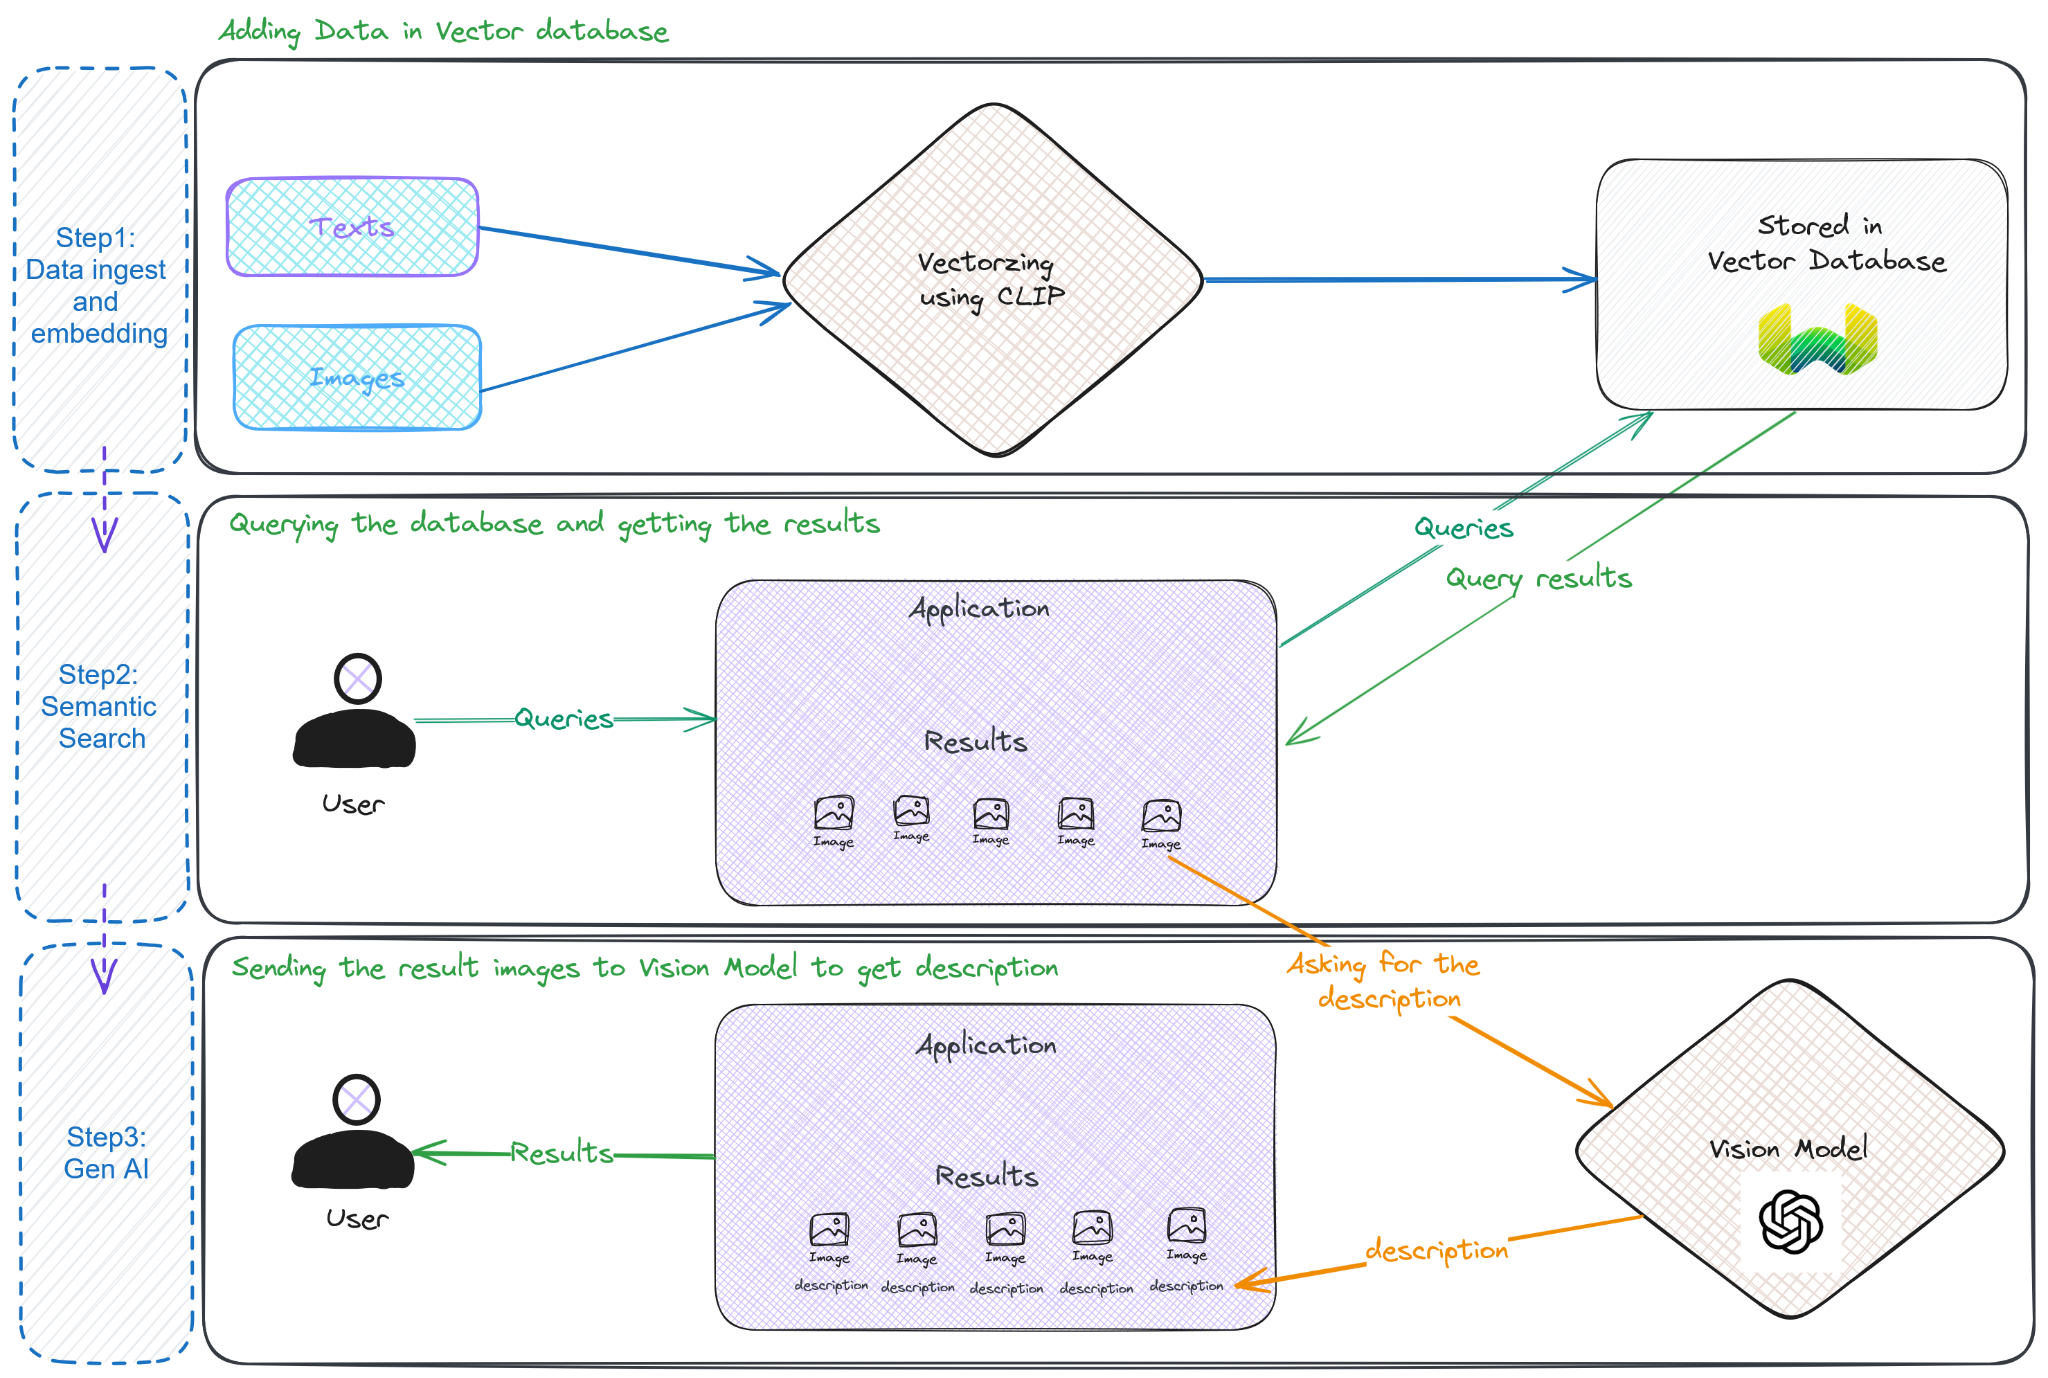 Adding Data in Vector database
Step1:
Data ingest
and
embedding
Texts
Images
Vectorzing
using CLIP
Stored in
Vector Database
Step2:
Semantic
Search
Querying the database and getting the results
User
Queries
Application
Results
Image
Image
Image
Image
Image
Queries
Query results
Step3:
Gen AI
Sending the result images to Vision Model to get description
Asking for the
description
User
Results
Application
Results
Image
Image
Image
Image
Image
description
description
description
description
description
description
Vision Model